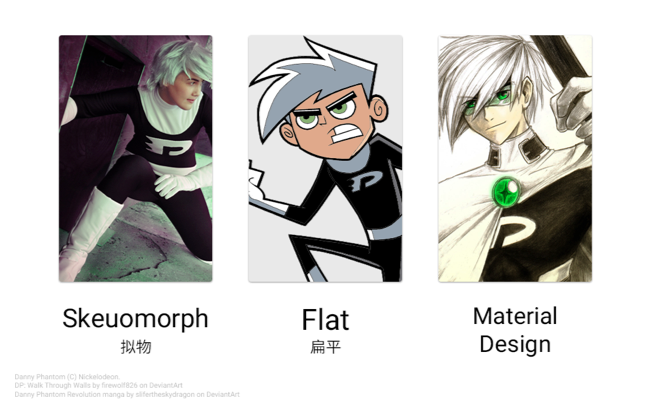 Skeuomorph
拟物
Flat
扁平
Material
Design
Danny Phantom (C) Nickelodeon.
DP: Walk Through Walls by firewolf826 on DeviantArt
Danny Phantom Revolution manga by slifertheskydragon on DeviantArt